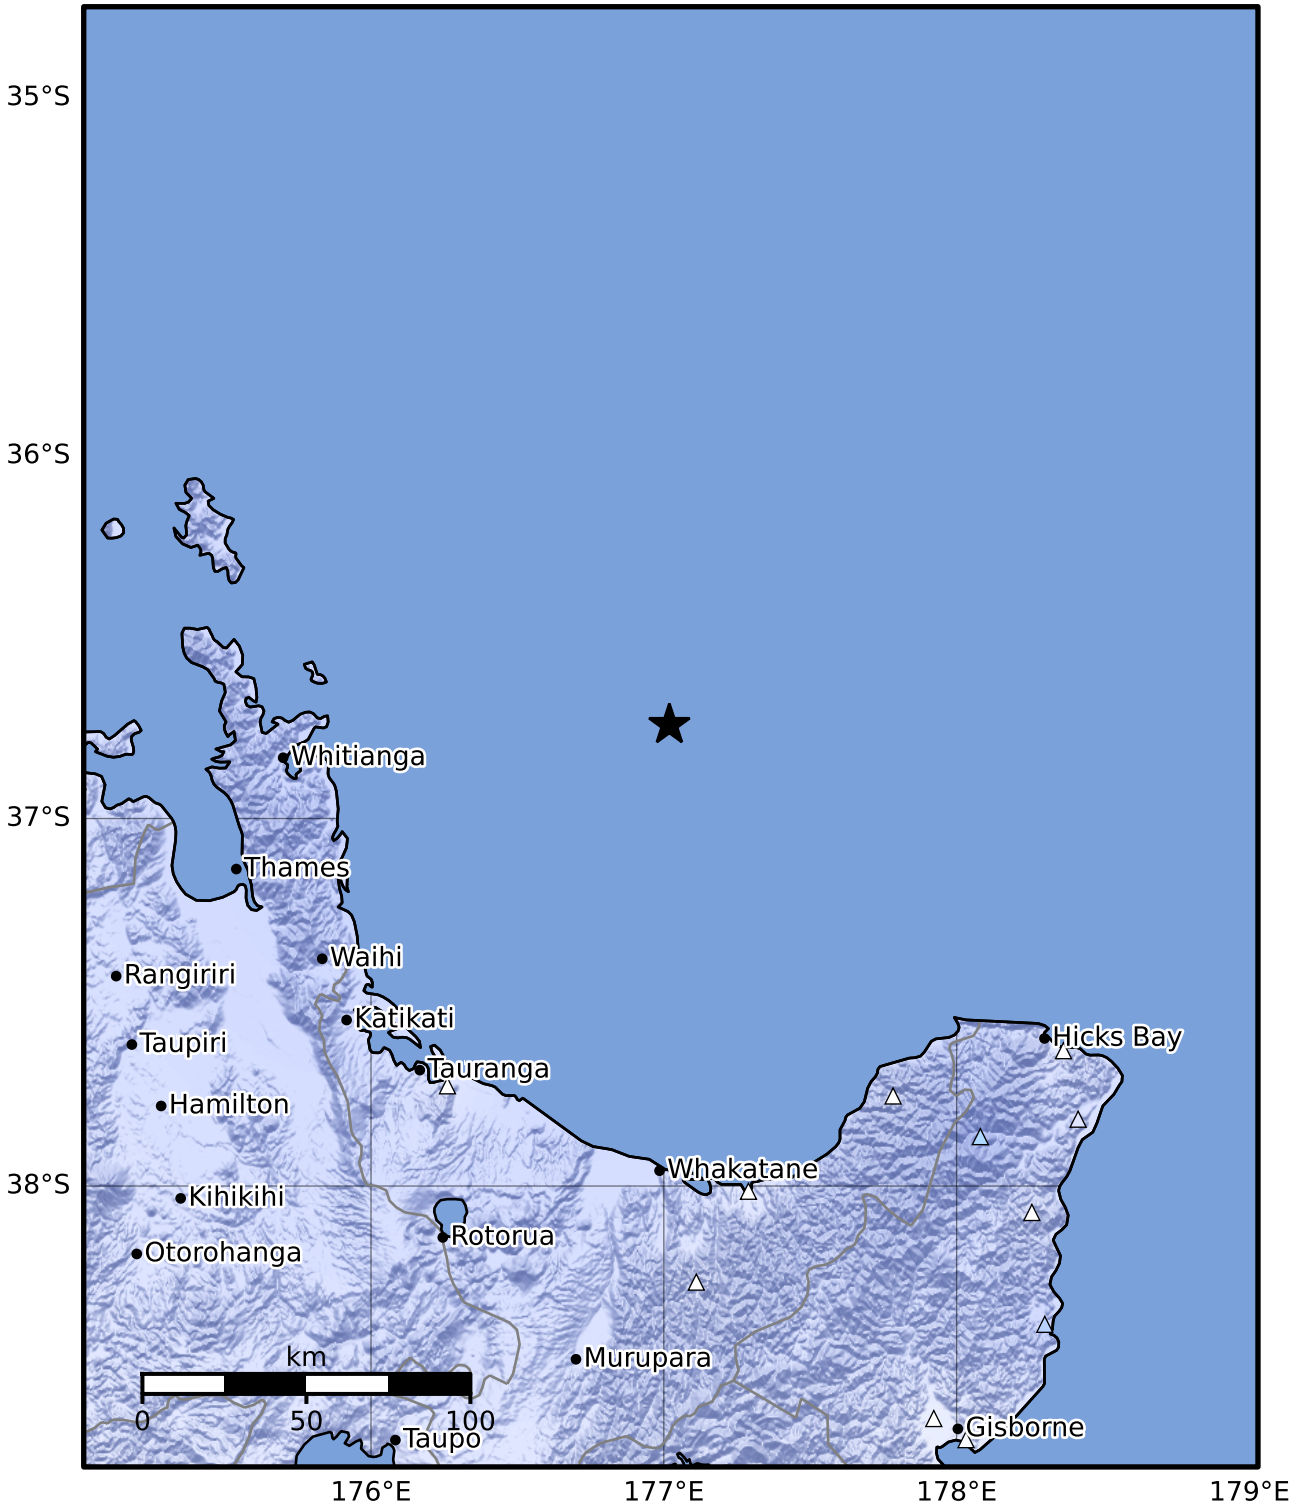 35°S
36°S
Whitianga
37°S
Thames
Waihi
Rangiriri
Katikati
Hicks Bay
Taupiri
Tauranga
Hamilton
Whakatane
38°S
Kihikihi
Rotorua
Otorohanga
km
Murupara
0 50 100
Gisborne
Taupo
176°E 177°E 178°E 179°E